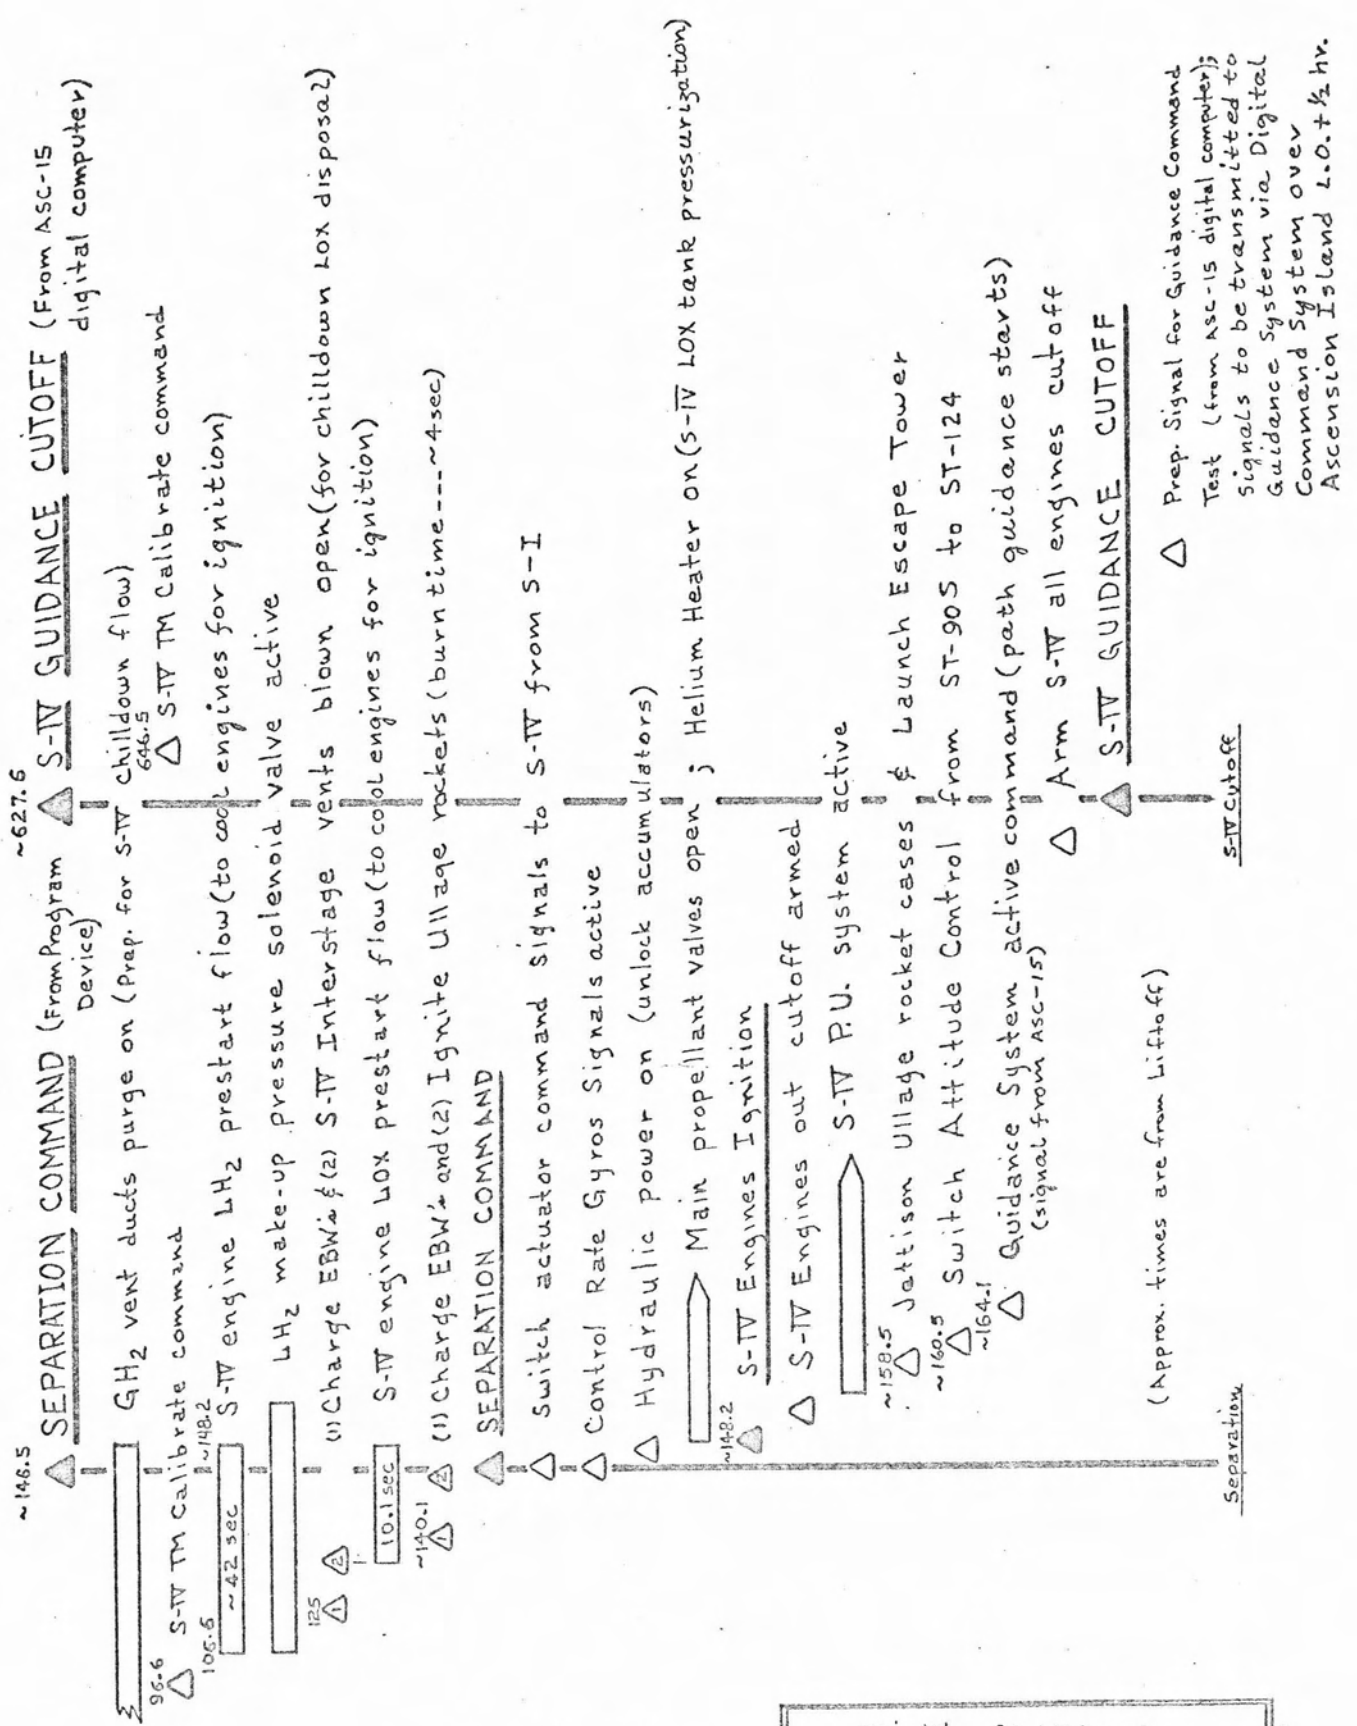 ~146.5
SEPARATION COMMAND (From Program
Device)
~627.6
S-IV GUIDANCE CUTOFF (From ASC-15
digital computer)
GH2 vent ducts purge on (Prep. for S-IV chilldown flow)
96.6
S-IV TM Calibrate command
646.5
S-IV TM Calibrate command
106.6
~148.2
~42 sec
S-IV engine LH2 prestart flow (to cool engines for ignition)
LH2 make-up pressure solenoid valve active
125
1
2
(1) Charge EBW's & (2) S-IV Interstage vents blown open (for chilldown LOX disposal)
10.1 sec
S-IV engine LOX prestart flow (to cool engines for ignition)
~140.1
1
2
(1) Charge EBW's and (2) Ignite Ullage rockets (burn time---~4sec)
SEPARATION COMMAND
Switch actuator command signals to S-IV from S-I
Control Rate Gyros Signals active
Hydraulic power on (unlock accumulators)
Main propellant valves open ; Helium Heater on (S-IV LOX tank pressurization)
~148.2
S-IV Engines Ignition
S-IV Engines out cutoff armed
S-IV P.U. system active
~158.5
Jettison Ullage rocket cases & Launch Escape Tower
~160.5
Switch Attitude Control from ST-90S to ST-124
~164.1
Guidance System active command (path guidance starts)
(signal from ASC-15)
Arm S-IV all engines cutoff
S-IV GUIDANCE CUTOFF
Prep. Signal for Guidance Command
Test (from ASC-15 digital computer);
Signals to be transmitted to
Guidance System via Digital
Command System over
Ascension Island L.O. + ½ hr.
(Approx. times are from Liftoff)
Separation
S-IV Cutoff